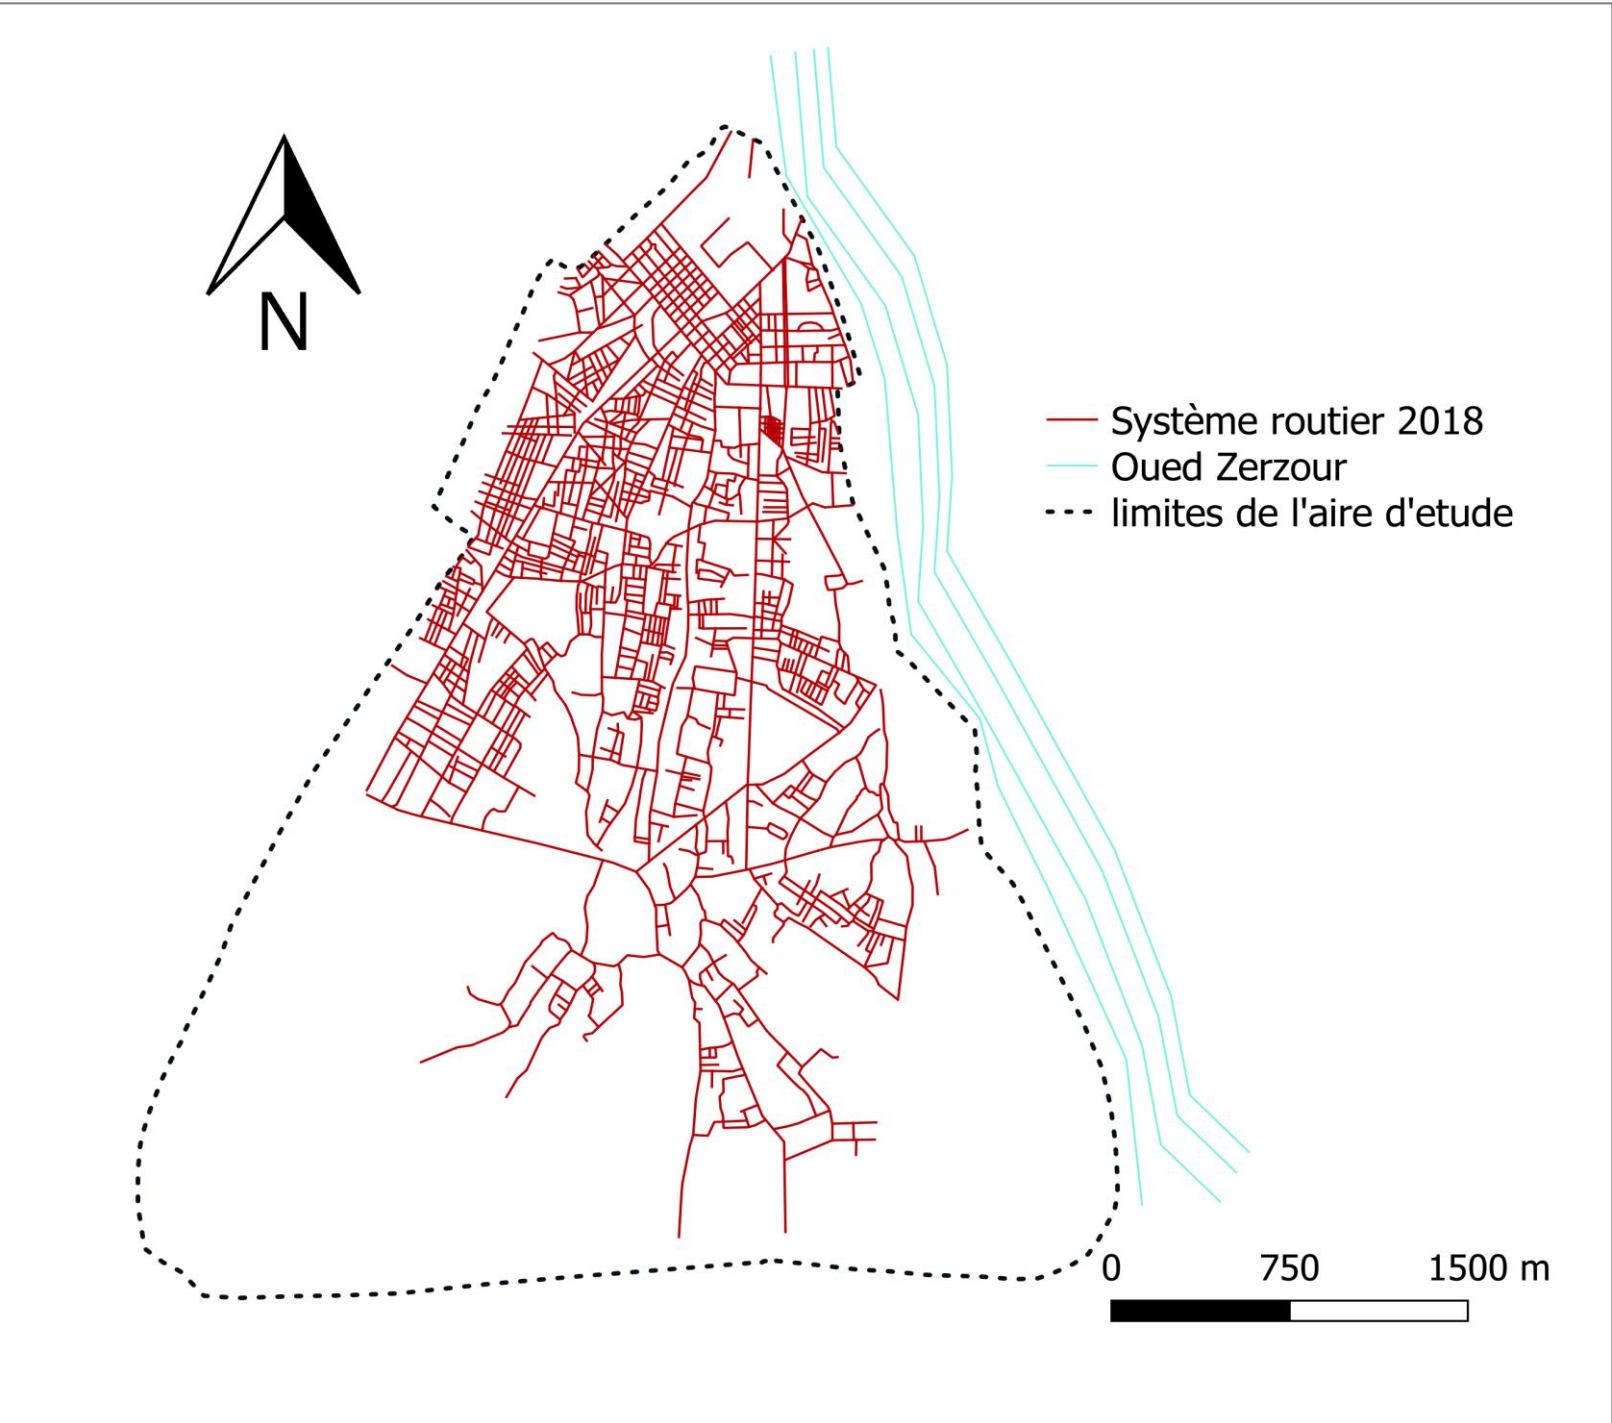 N
Système routier 2018
Oued Zerzour
limites de l'aire d'etude
0 750 1500 m